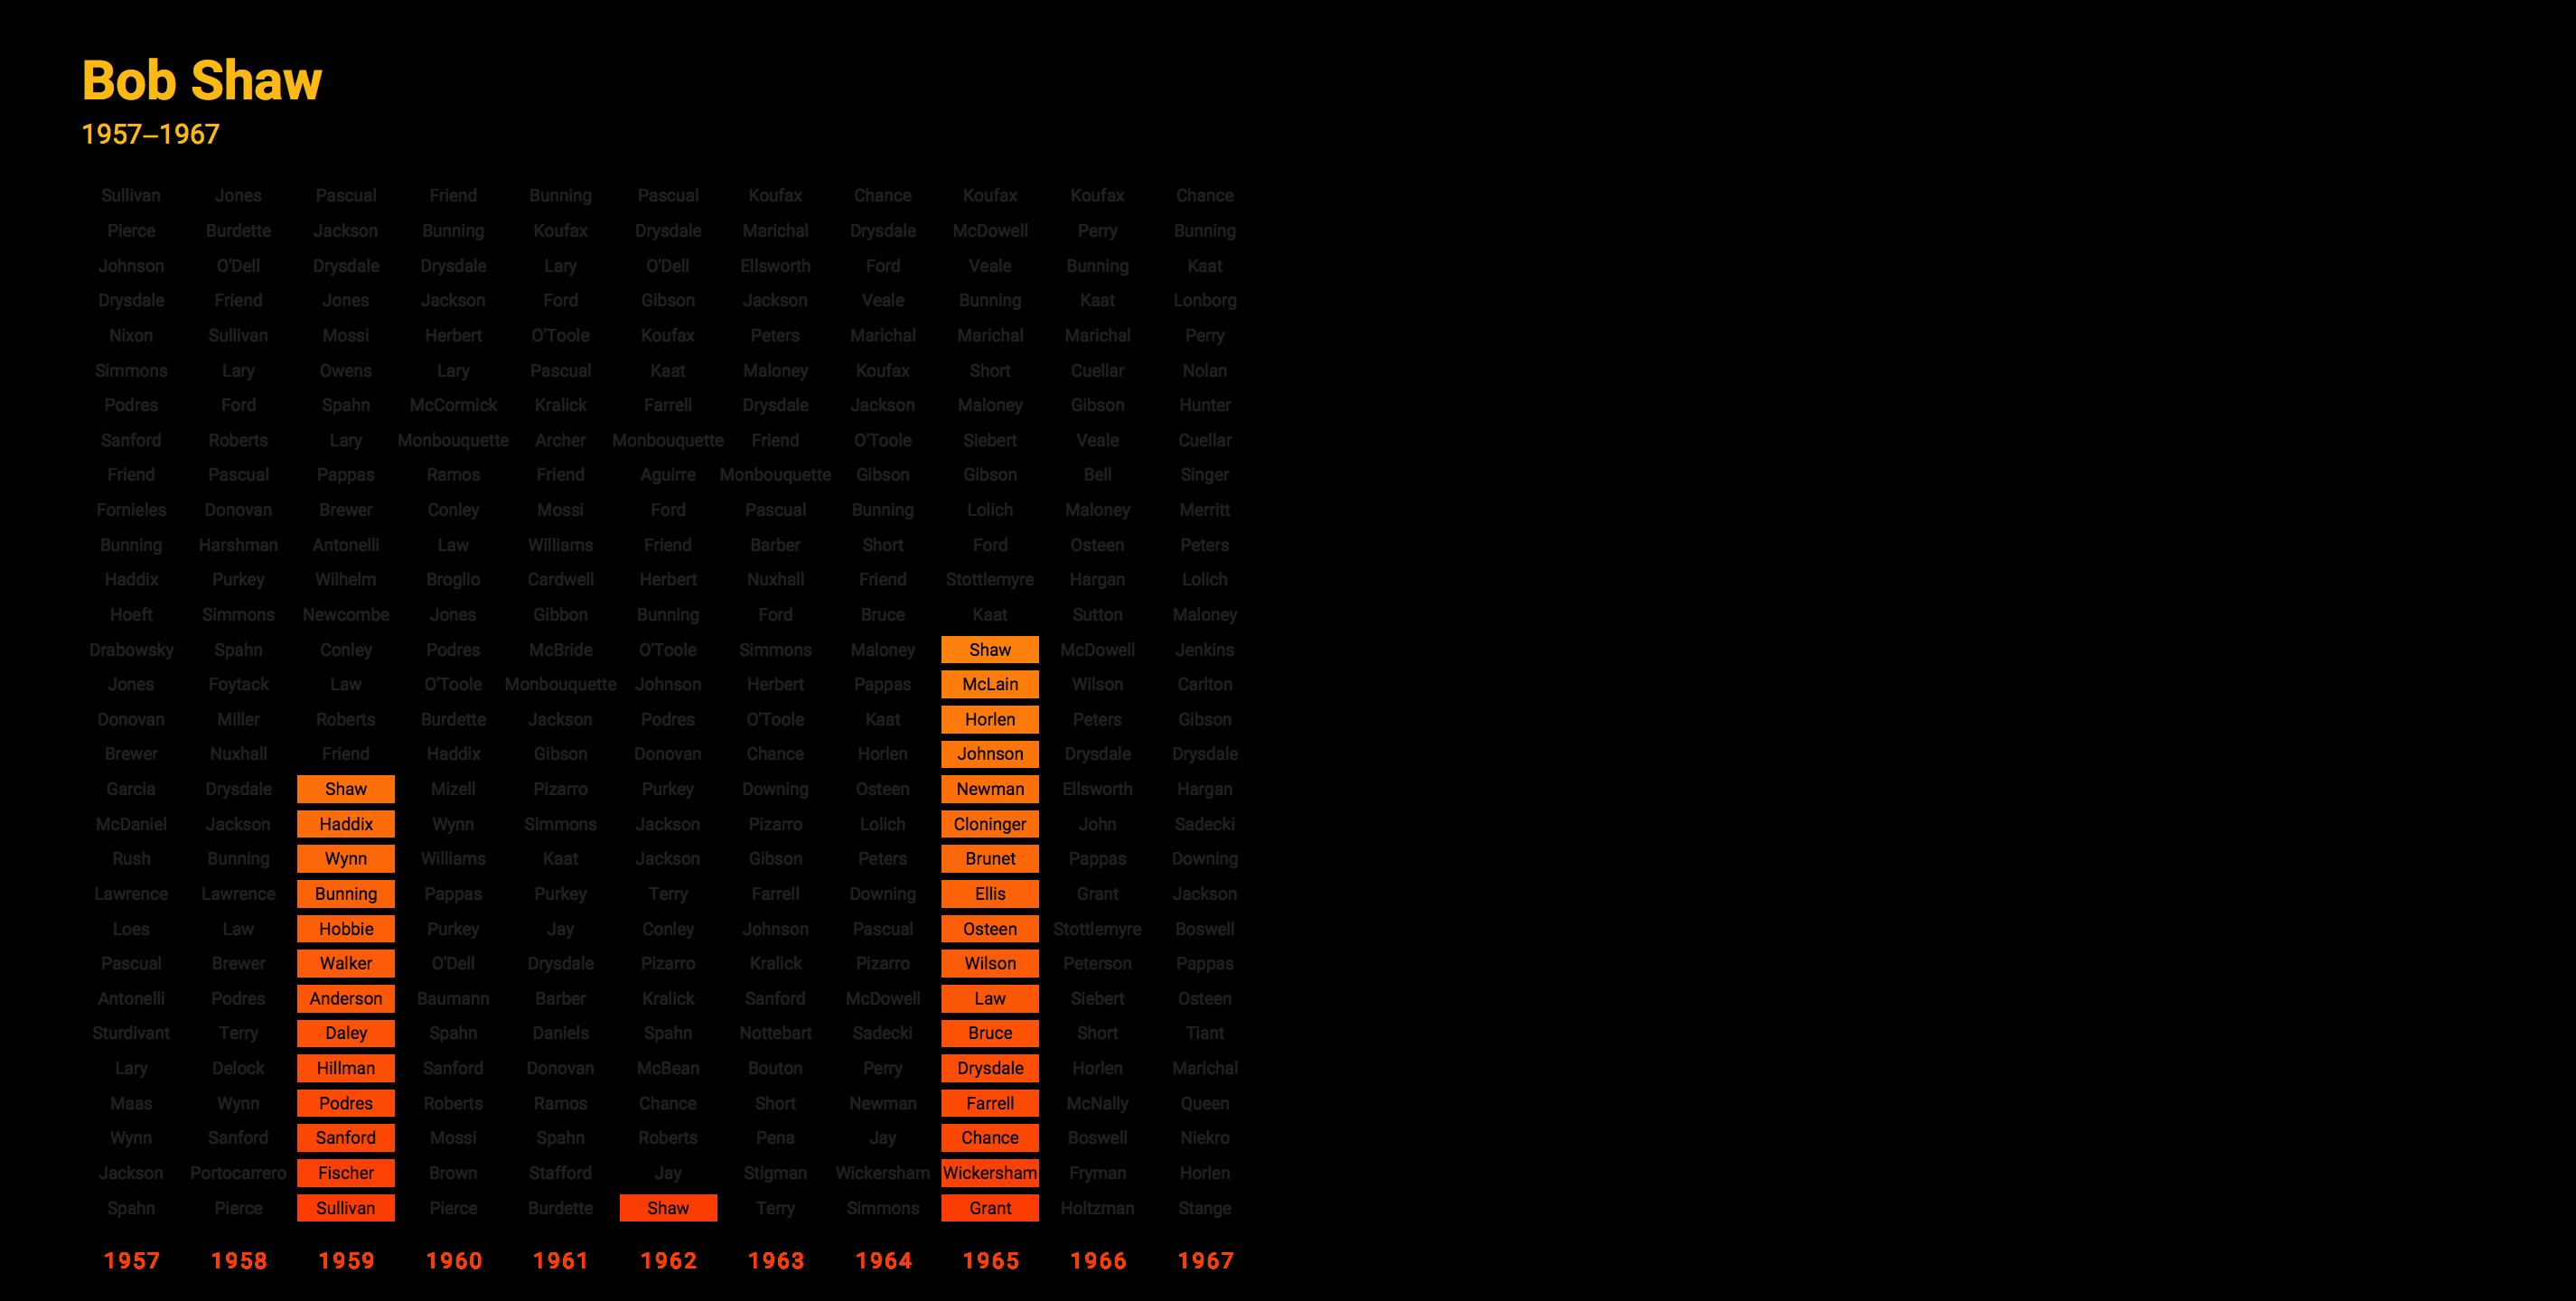 Bob Shaw
1957–1967
Sullivan Jones Pascual Friend Bunning Pascual Koufax Chance Koufax Koufax Chance
Pierce Burdette Jackson Bunning Koufax Drysdale Marichal Drysdale McDowell Perry Bunning
Johnson O'Dell Drysdale Drysdale Lary O'Dell Ellsworth Ford Veale Bunning Kaat
Drysdale Friend Jones Jackson Ford Gibson Jackson Veale Bunning Kaat Lonborg
Nixon Sullivan Mossi Herbert O'Toole Koufax Peters Marichal Marichal Marichal Perry
Simmons Lary Owens Lary Pascual Kaat Maloney Koufax Short Cuellar Nolan
Podres Ford Spahn McCormick Kralick Farrell Drysdale Jackson Maloney Gibson Hunter
Sanford Roberts Lary Monbouquette Archer Monbouquette Friend O'Toole Siebert Veale Cuellar
Friend Pascual Pappas Ramos Friend Aguirre Monbouquette Gibson Gibson Bell Singer
Fornieles Donovan Brewer Conley Mossi Ford Pascual Bunning Lolich Maloney Merritt
Bunning Harshman Antonelli Law Williams Friend Barber Short Ford Osteen Peters
Haddix Purkey Wilhelm Broglio Cardwell Herbert Nuxhall Friend Stottlemyre Hargan Lolich
Hoeft Simmons Newcombe Jones Gibbon Bunning Ford Bruce Kaat Sutton Maloney
Drabowsky Spahn Conley Podres McBride O'Toole Simmons Maloney Shaw McDowell Jenkins
Jones Foytack Law O'Toole Monbouquette Johnson Herbert Pappas McLain Wilson Carlton
Donovan Miller Roberts Burdette Jackson Podres O'Toole Kaat Horlen Peters Gibson
Brewer Nuxhall Friend Haddix Gibson Donovan Chance Horlen Johnson Drysdale Drysdale
Garcia Drysdale Shaw Mizell Pizarro Purkey Downing Osteen Newman Ellsworth Hargan
McDaniel Jackson Haddix Wynn Simmons Jackson Pizarro Lolich Cloninger John Sadecki
Rush Bunning Wynn Williams Kaat Jackson Gibson Peters Brunet Pappas Downing
Lawrence Lawrence Bunning Pappas Purkey Terry Farrell Downing Ellis Grant Jackson
Loes Law Hobbie Purkey Jay Conley Johnson Pascual Osteen Stottlemyre Boswell
Pascual Brewer Walker O'Dell Drysdale Pizarro Kralick Pizarro Wilson Peterson Pappas
Antonelli Podres Anderson Baumann Barber Kralick Sanford McDowell Law Siebert Osteen
Sturdivant Terry Daley Spahn Daniels Spahn Nottebart Sadecki Bruce Short Tiant
Lary Delock Hillman Sanford Donovan McBean Bouton Perry Drysdale Horlen Marichal
Maas Wynn Podres Roberts Ramos Chance Short Newman Farrell McNally Queen
Wynn Sanford Sanford Mossi Spahn Roberts Pena Jay Chance Boswell Niekro
Jackson Portocarrero Fischer Brown Stafford Jay Stigman Wickersham Wickersham Fryman Horlen
Spahn Pierce Sullivan Pierce Burdette Shaw Terry Simmons Grant Holtzman Stange
1957 1958 1959 1960 1961 1962 1963 1964 1965 1966 1967